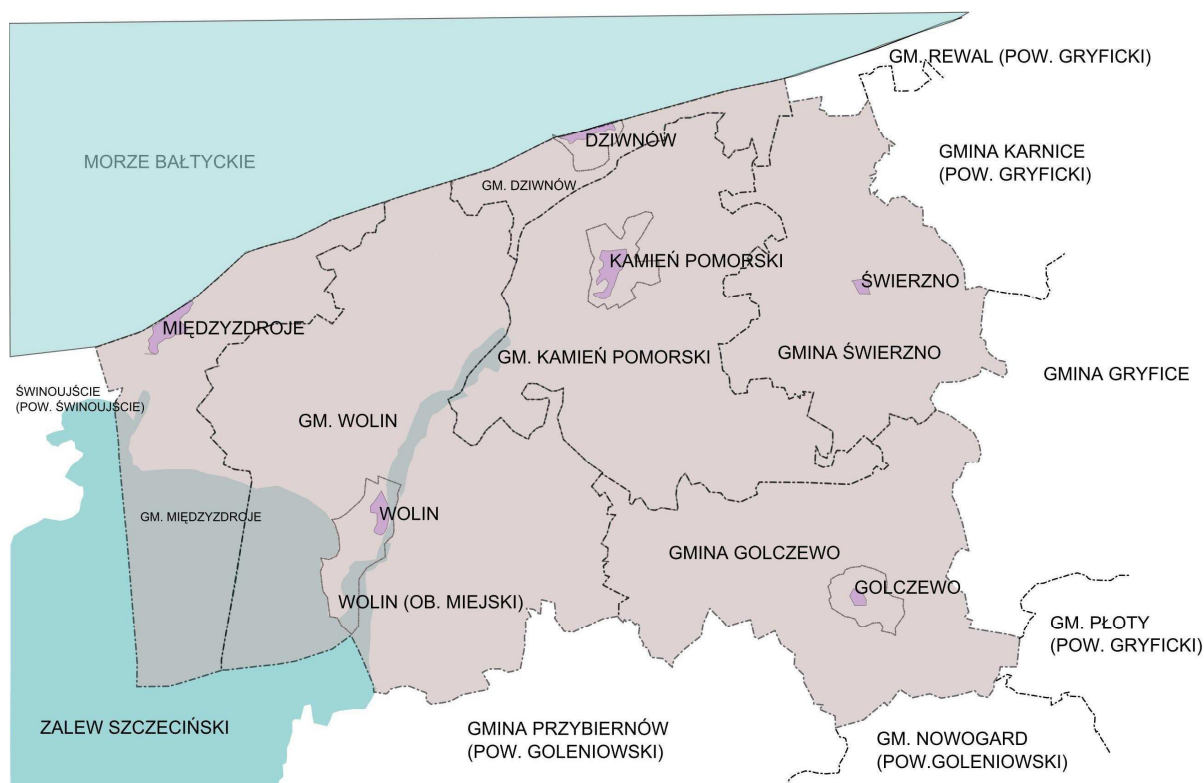 GM. REWAL (POW. GRYFICKI)
DZIWNÓW
MORZE BAŁTYCKIE
GMINA KARNICE
(POW. GRYFICKI)
GM. DZIWNÓW
KAMIEŃ POMORSKI
ŚWIERZNO
MIĘDZYZDROJE
GM. KAMIEŃ POMORSKI
GMINA ŚWIERZNO
GMINA GRYFICE
ŚWINOUJŚCIE
(POW. ŚWINOUJŚCIE)
GM. WOLIN
GM. MIĘDZYZDROJE
WOLIN
GMINA GOLCZEWO
GOLCZEWO
WOLIN (OB. MIEJSKI)
GM. PŁOTY
(POW. GRYFICKI)
ZALEW SZCZECIŃSKI
GMINA PRZYBIERNÓW
(POW. GOLENIOWSKI)
GM. NOWOGARD
(POW.GOLENIOWSKI)